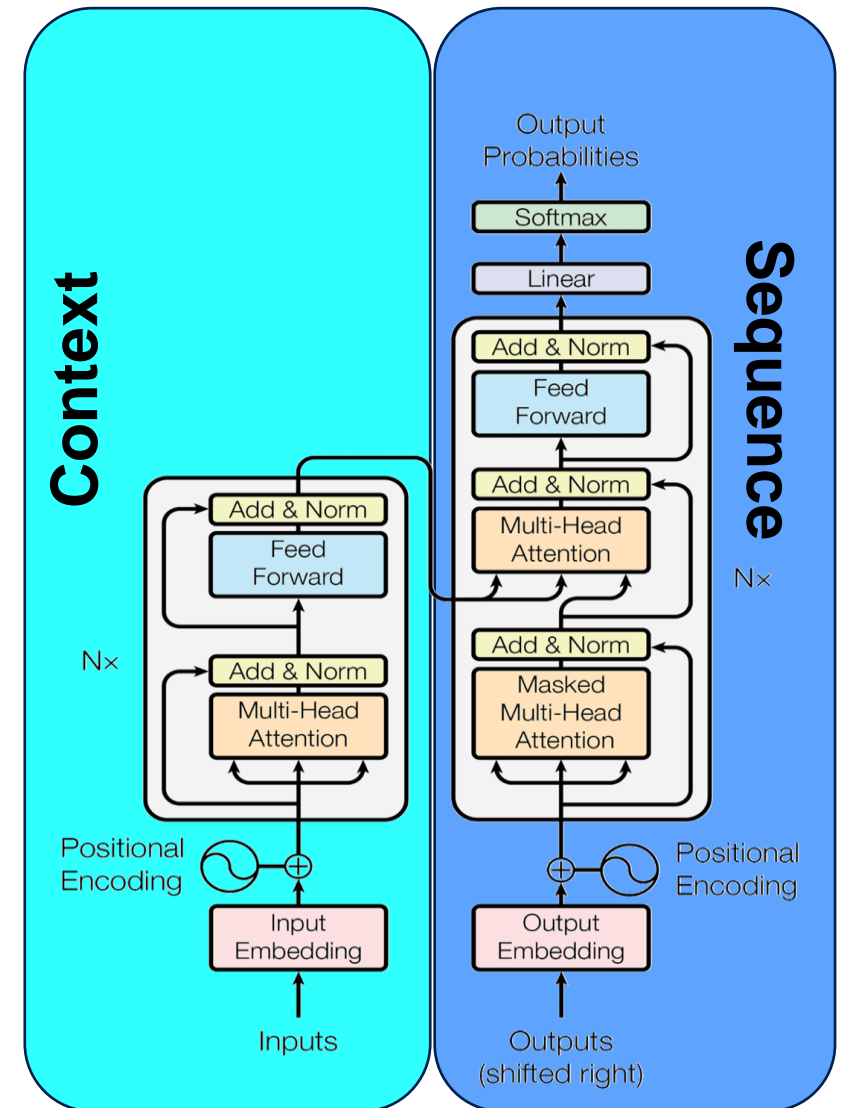 Context
Nx
Add & Norm
Feed
Forward
Add & Norm
Multi-Head
Attention
Positional
Encoding
Input
Embedding
Inputs
Sequence
Output
Probabilities
Softmax
Linear
Add & Norm
Feed
Forward
Add & Norm
Multi-Head
Attention
Nx
Add & Norm
Masked
Multi-Head
Attention
Positional
Encoding
Output
Embedding
Outputs
(shifted right)